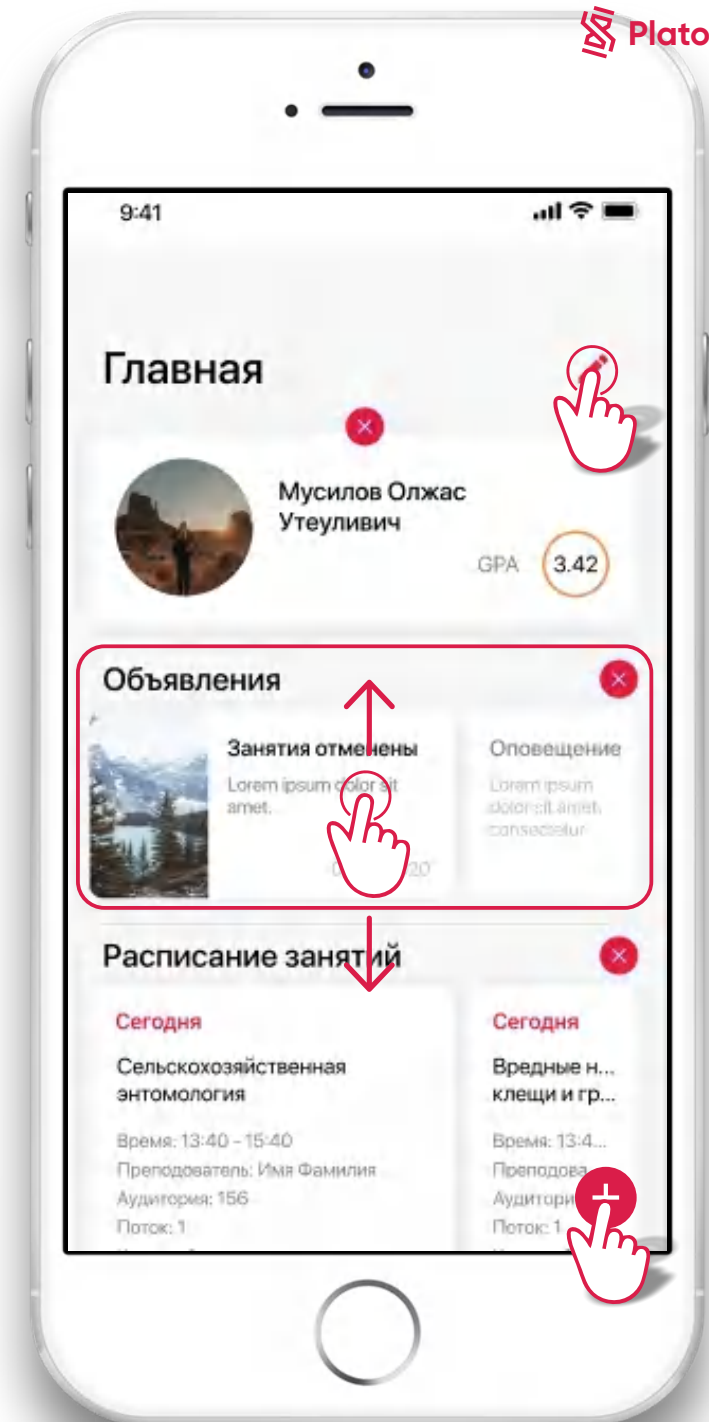 Plato
9:41
Главная
Мусилов Олжас
Утеуливич
GPA 3.42
Объявления
Занятия отменены
Lorem ipsum dolor sit
amet.
20
Оповещение
Lorem ipsum
dolor sit amet,
consectetur
Расписание занятий
Сегодня
Сельскохозяйственная
энтомология
Время: 13:40 - 15:40
Преподователь: Имя Фамилия
Аудитория: 156
Поток: 1
Сегодня
Вредные н...
клещи и гр...
Время: 13:4...
Преподова
Аудитори
Поток: 1